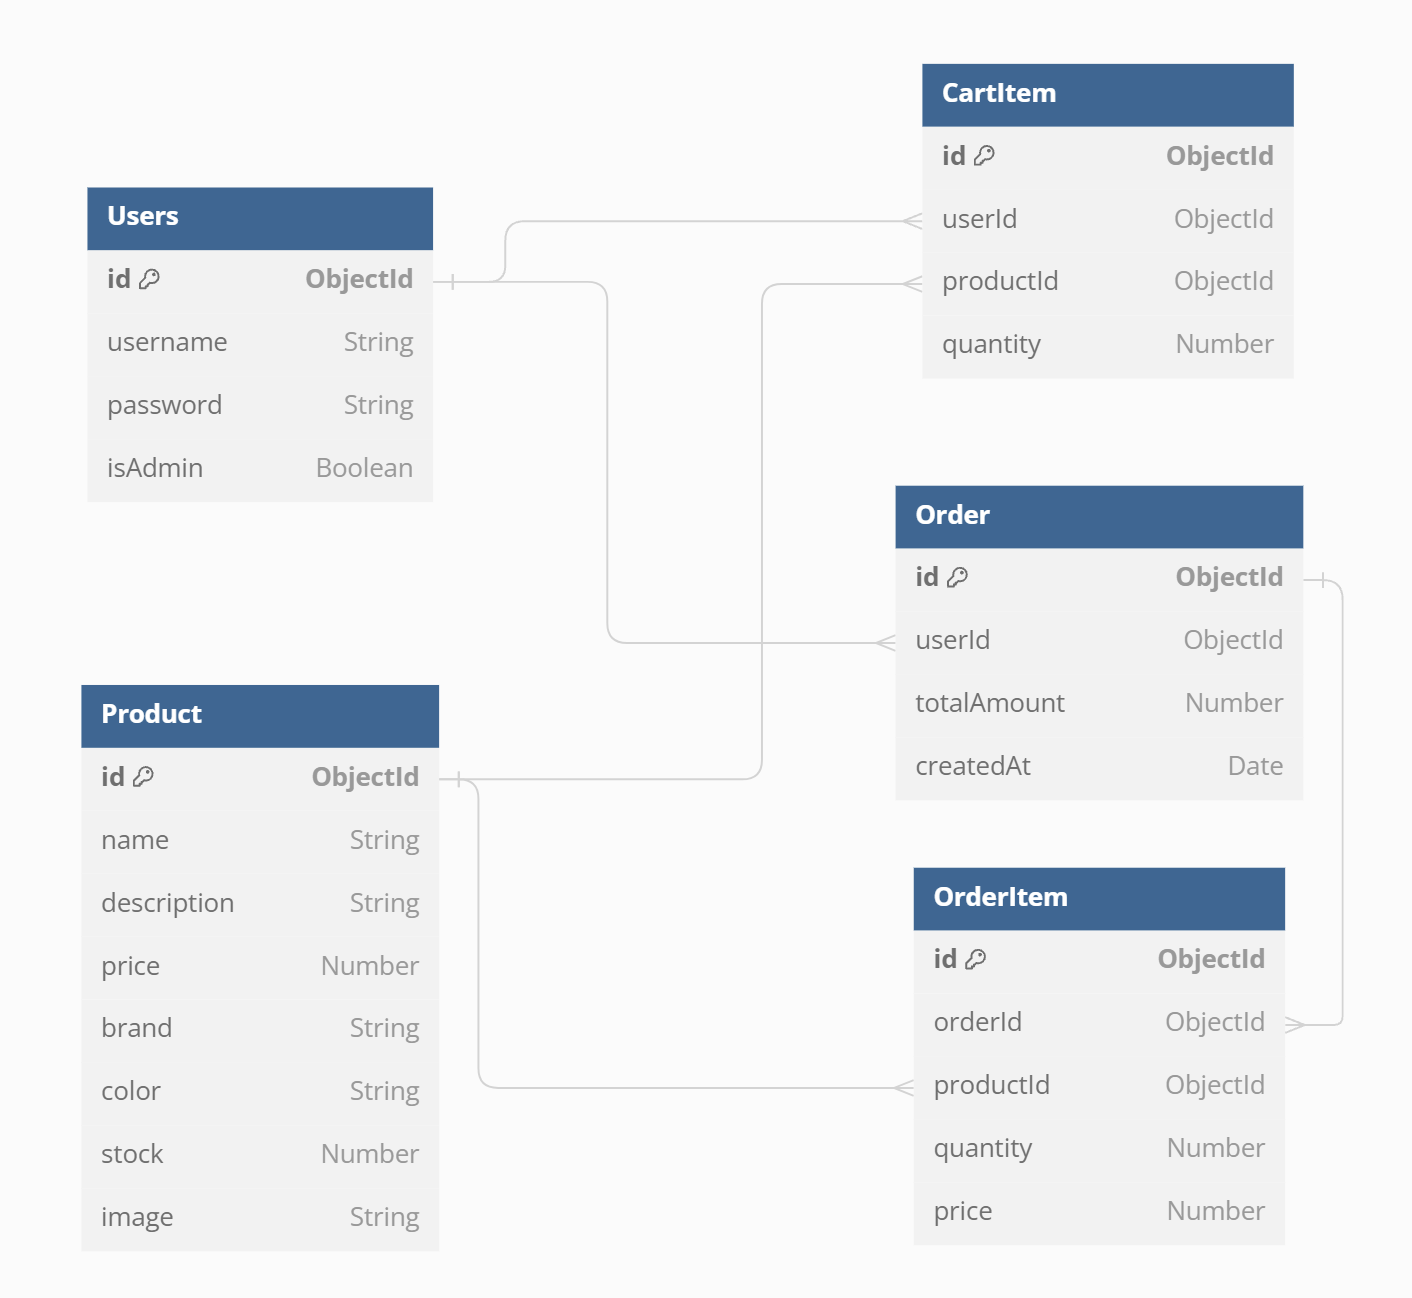 Users
id ObjectId
username String
password String
isAdmin Boolean
Product
id ObjectId
name String
description String
price Number
brand String
color String
stock Number
image String
CartItem
id ObjectId
userId ObjectId
productId ObjectId
quantity Number
Order
id ObjectId
userId ObjectId
totalAmount Number
createdAt Date
OrderItem
id ObjectId
orderId ObjectId
productId ObjectId
quantity Number
price Number